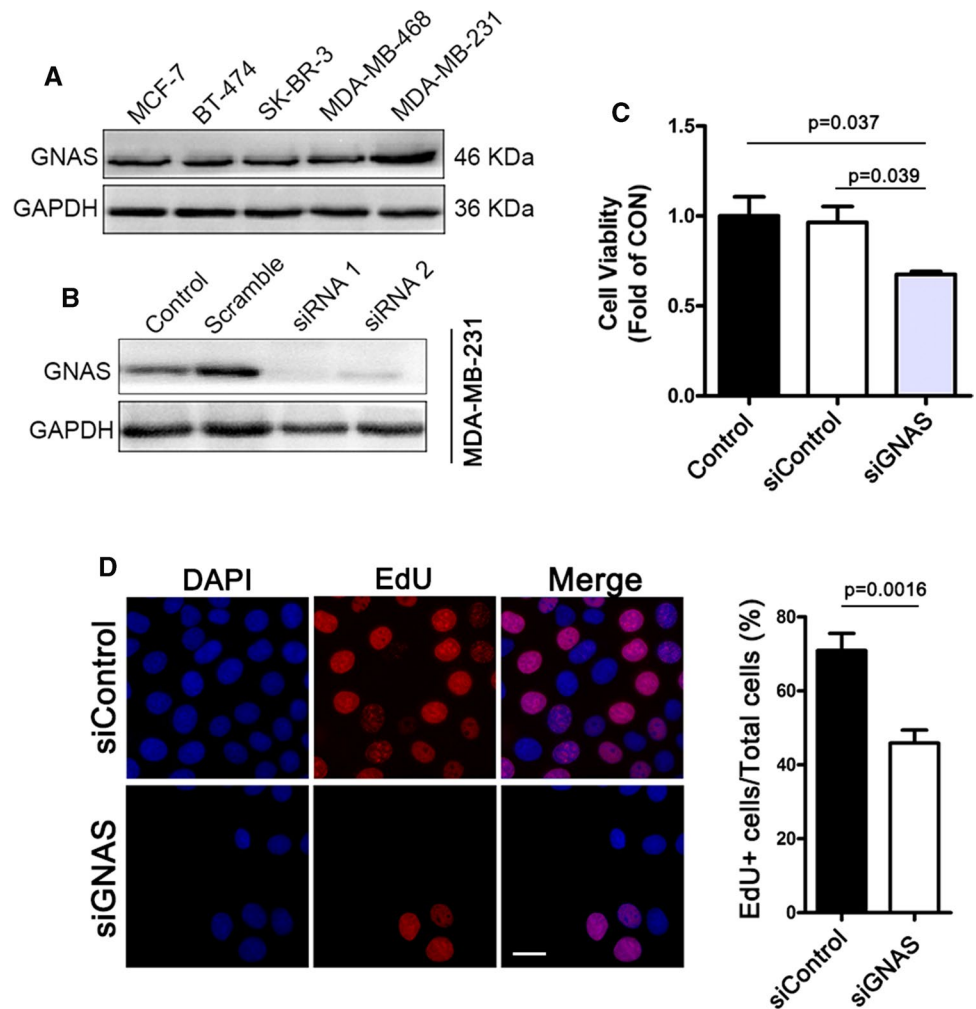 A
MCF-7
BT-474
SK-BR-3
MDA-MB-468
MDA-MB-231
GNAS
46 KDa
GAPDH
36 KDa
B
Control
Scramble
siRNA 1
siRNA 2
GNAS
GAPDH
MDA-MB-231
C
Cell Viablity
(Fold of CON)
1.5
1.0
0.5
0.0
p=0.037
p=0.039
Control
siControl
siGNAS
D
DAPI
EdU
Merge
siControl
siGNAS
EdU+ cells/Total cells (%)
80
60
40
20
0
p=0.0016
siControl
siGNAS